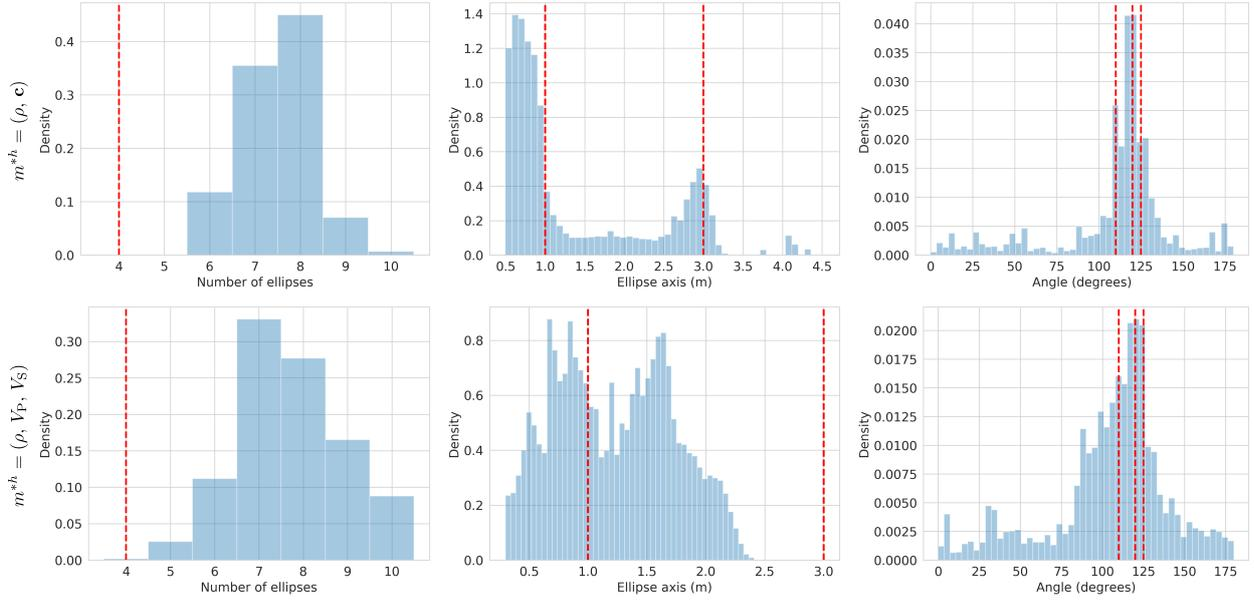 m*ʰ = (ρ, c)
Density
0.4
0.3
0.2
0.1
0.0
4 5 6 7 8 9 10
Number of ellipses
Density
1.4
1.2
1.0
0.8
0.6
0.4
0.2
0.0
0.5 1.0 1.5 2.0 2.5 3.0 3.5 4.0 4.5
Ellipse axis (m)
Density
0.040
0.035
0.030
0.025
0.020
0.015
0.010
0.005
0.000
0 25 50 75 100 125 150 175
Angle (degrees)
m*ʰ = (ρ, V_P, V_S)
Density
0.30
0.25
0.20
0.15
0.10
0.05
0.00
4 5 6 7 8 9 10
Number of ellipses
Density
0.8
0.6
0.4
0.2
0.0
0.5 1.0 1.5 2.0 2.5 3.0
Ellipse axis (m)
Density
0.0200
0.0175
0.0150
0.0125
0.0100
0.0075
0.0050
0.0025
0.0000
0 25 50 75 100 125 150 175
Angle (degrees)